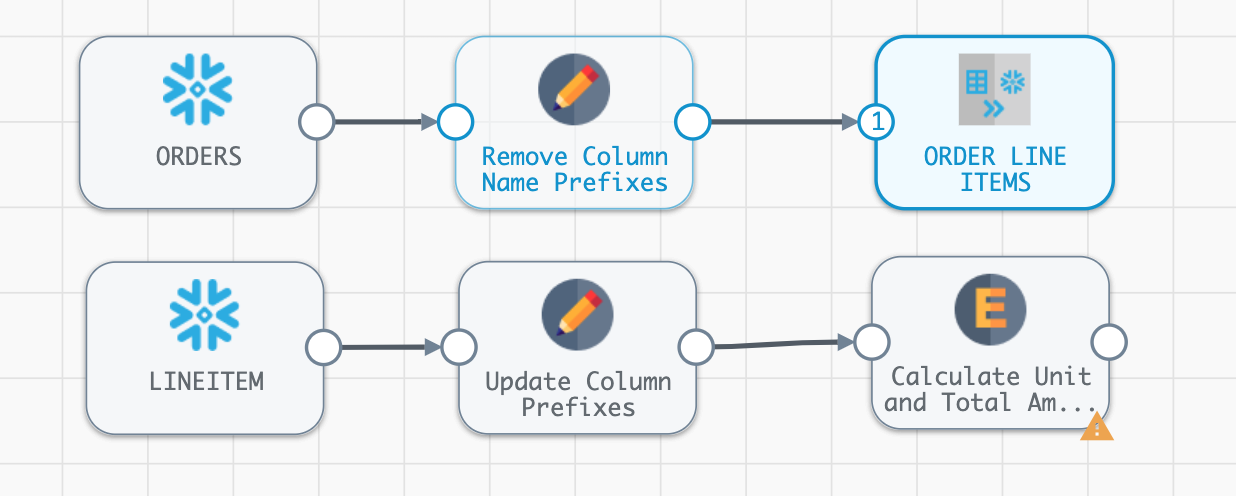 ORDERS
Remove Column
Name Prefixes
1
ORDER LINE
ITEMS
LINEITEM
Update Column
Prefixes
E
Calculate Unit
and Total Am...